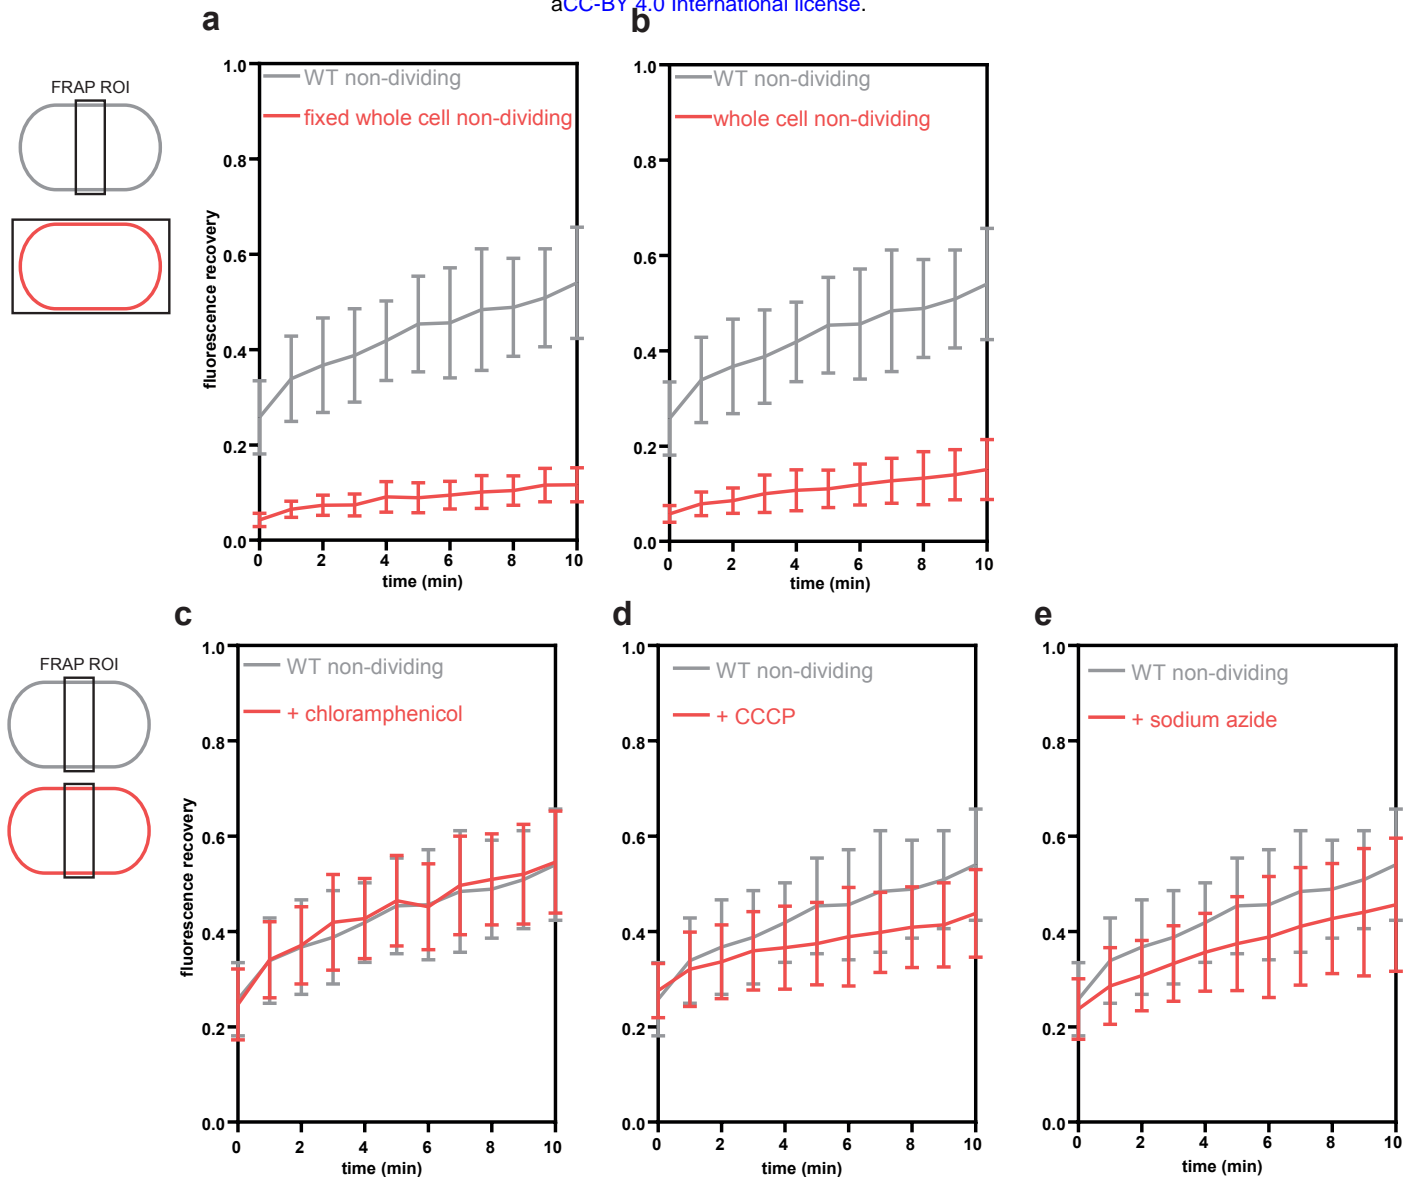 aCC-BY 4.0 International license.
a
b
FRAP ROI
1.0
0.8
0.6
0.4
0.2
0.0
fluorescence recovery
WT non-dividing
fixed whole cell non-dividing
0 2 4 6 8 10
time (min)
1.0
0.8
0.6
0.4
0.2
0.0
WT non-dividing
whole cell non-dividing
0 2 4 6 8 10
time (min)
c
d
e
FRAP ROI
1.0
0.8
0.6
0.4
0.2
0.0
fluorescence recovery
WT non-dividing
+ chloramphenicol
0 2 4 6 8 10
time (min)
1.0
0.8
0.6
0.4
0.2
0.0
WT non-dividing
+ CCCP
0 2 4 6 8 10
time (min)
1.0
0.8
0.6
0.4
0.2
0.0
WT non-dividing
+ sodium azide
0 2 4 6 8 10
time (min)